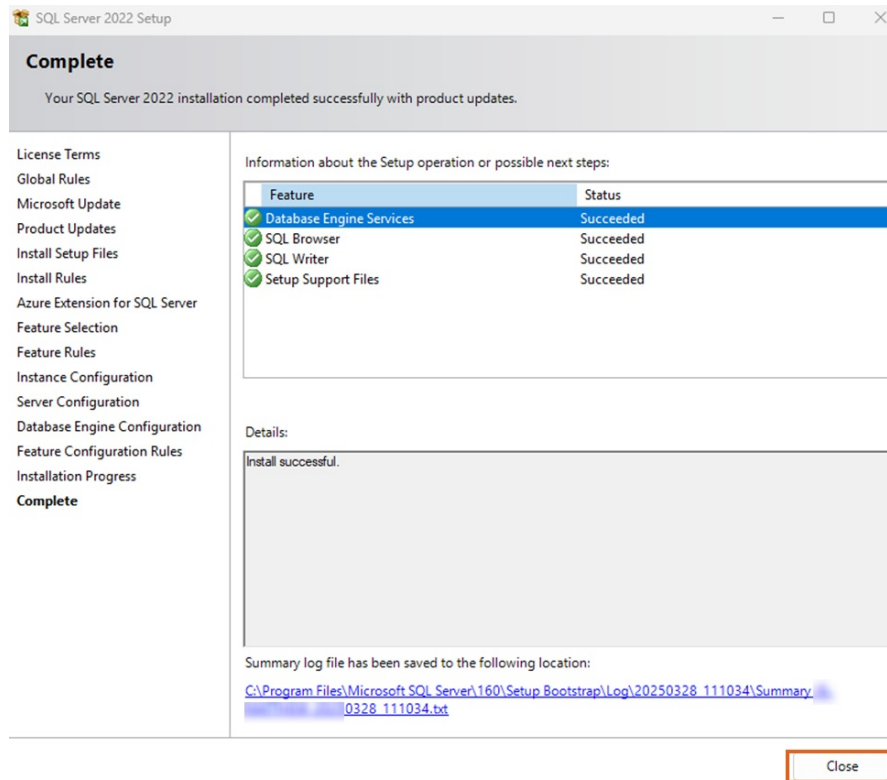 SQL Server 2022 Setup
Complete
Your SQL Server 2022 installation completed successfully with product updates.
License Terms
Global Rules
Microsoft Update
Product Updates
Install Setup Files
Install Rules
Azure Extension for SQL Server
Feature Selection
Feature Rules
Instance Configuration
Server Configuration
Database Engine Configuration
Feature Configuration Rules
Installation Progress
Complete
Information about the Setup operation or possible next steps:
Feature Status
Database Engine Services Succeeded
SQL Browser Succeeded
SQL Writer Succeeded
Setup Support Files Succeeded
Details:
Install successful.
Summary log file has been saved to the following location:
C:\Program Files\Microsoft SQL Server\160\Setup Bootstrap\Log\20250328_111034\Summary_
0328_111034.txt
Close